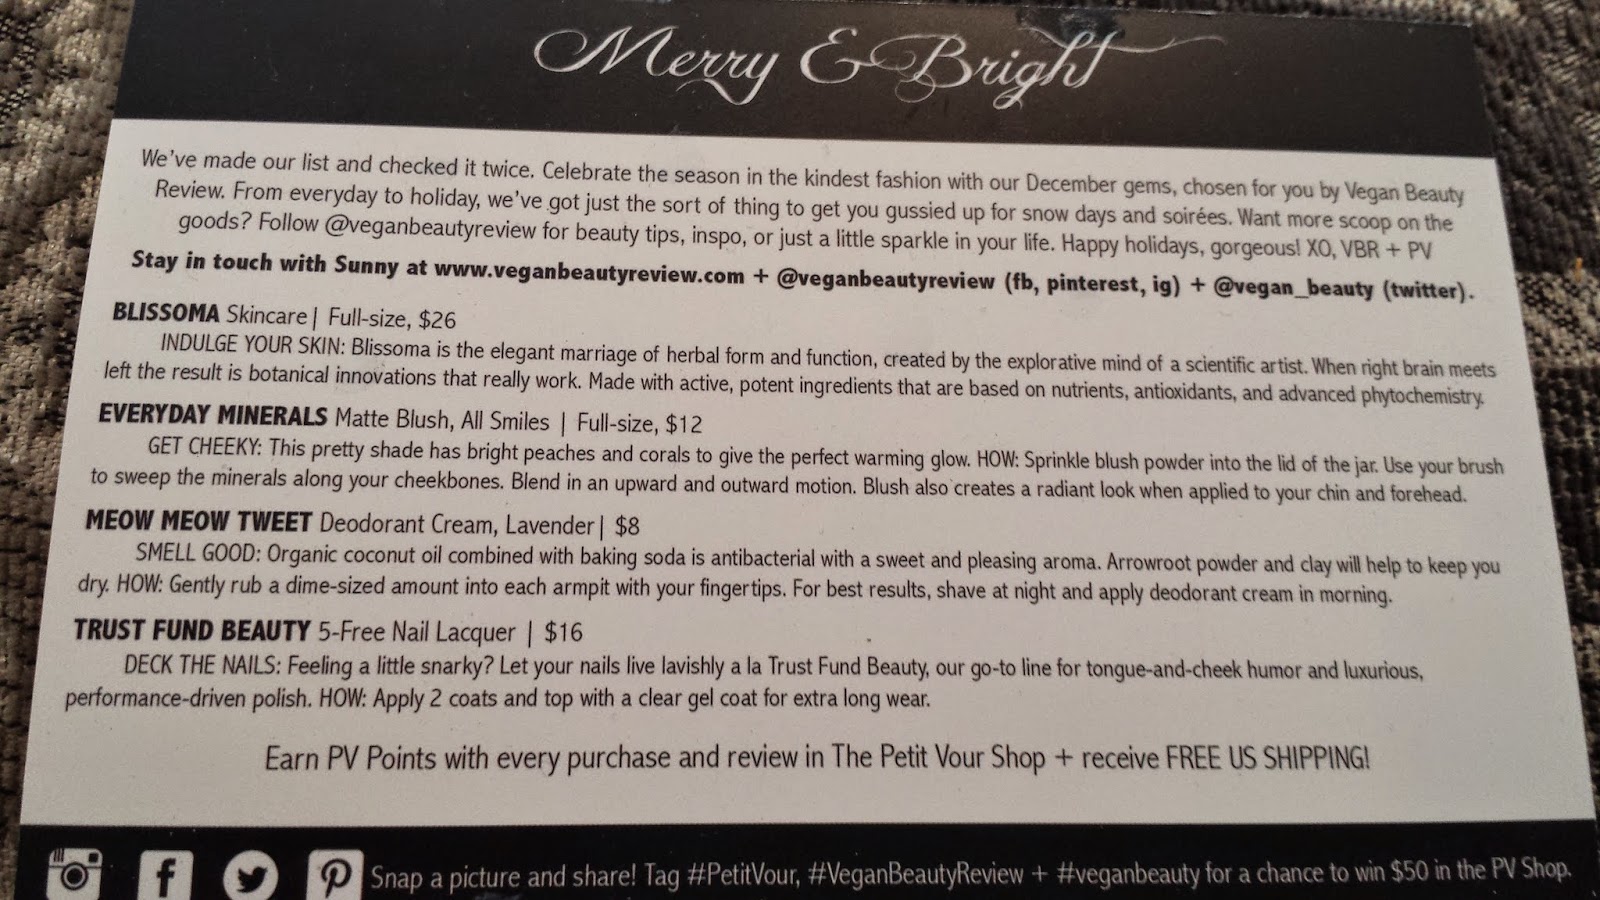 Merry & Bright
We've made our list and checked it twice. Celebrate the season in the kindest fashion with our December gems, chosen for you by Vegan Beauty
Review. From everyday to holiday, we've got just the sort of thing to get you gussied up for snow days and soirées. Want more scoop on the
goods? Follow @veganbeautyreview for beauty tips, inspo, or just a little sparkle in your life. Happy holidays, gorgeous! XO, VBR + PV
Stay in touch with Sunny at www.veganbeautyreview.com + @veganbeautyreview (fb, pinterest, ig) + @vegan_beauty (twitter).
BLISSOMA Skincare| Full-size, $26
INDULGE YOUR SKIN: Blissoma is the elegant marriage of herbal form and function, created by the explorative mind of a scientific artist. When right brain meets
left the result is botanical innovations that really work. Made with active, potent ingredients that are based on nutrients, antioxidants, and advanced phytochemistry.
EVERYDAY MINERALS Matte Blush, All Smiles | Full-size, $12
GET CHEEKY: This pretty shade has bright peaches and corals to give the perfect warming glow. HOW: Sprinkle blush powder into the lid of the jar. Use your brush
to sweep the minerals along your cheekbones. Blend in an upward and outward motion. Blush also creates a radiant look when applied to your chin and forehead.
MEOW MEOW TWEET Deodorant Cream, Lavender| $8
SMELL GOOD: Organic coconut oil combined with baking soda is antibacterial with a sweet and pleasing aroma. Arrowroot powder and clay will help to keep you
dry. HOW: Gently rub a dime-sized amount into each armpit with your fingertips. For best results, shave at night and apply deodorant cream in morning.
TRUST FUND BEAUTY 5-Free Nail Lacquer | $16
DECK THE NAILS: Feeling a little snarky? Let your nails live lavishly a la Trust Fund Beauty, our go-to line for tongue-and-cheek humor and luxurious,
performance-driven polish. HOW: Apply 2 coats and top with a clear gel coat for extra long wear.
Earn PV Points with every purchase and review in The Petit Vour Shop + receive FREE US SHIPPING!
Snap a picture and share! Tag #PetitVour, #VeganBeautyReview + #veganbeauty for a chance to win $50 in the PV Shop.